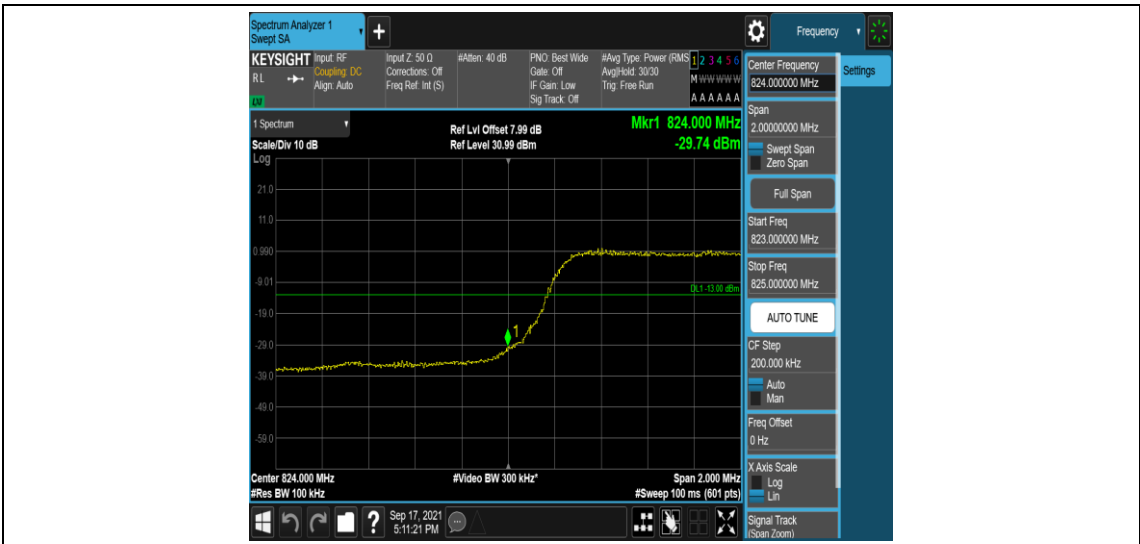 Spectrum Analyzer 1
Swept SA
+
Frequency
KEYSIGHT
RL
LXI
Input: RF
Coupling: DC
Align: Auto
Input Z: 50 Ω
Corrections: Off
Freq Ref: Int (S)
#Atten: 40 dB
PNO: Best Wide
Gate: Off
IF Gain: Low
Sig Track: Off
#Avg Type: Power (RMS
Avg|Hold: 30/30
Trig: Free Run
1 2 3 4 5 6
M W W W W W
A A A A A A
1 Spectrum
Scale/Div 10 dB
Log
Ref Lvl Offset 7.99 dB
Ref Level 30.99 dBm
Mkr1 824.000 MHz
-29.74 dBm
21.0
11.0
0.990
-9.01
DL1 -13.00 dBm
-19.0
1
-29.0
-39.0
-49.0
-59.0
Center 824.000 MHz
#Res BW 100 kHz
#Video BW 300 kHz*
Span 2.000 MHz
#Sweep 100 ms (601 pts)
?
Sep 17, 2021
5:11:21 PM
Center Frequency
824.000000 MHz
Settings
Span
2.00000000 MHz
Swept Span
Zero Span
Full Span
Start Freq
823.000000 MHz
Stop Freq
825.000000 MHz
AUTO TUNE
CF Step
200.000 kHz
Auto
Man
Freq Offset
0 Hz
X Axis Scale
Log
Lin
Signal Track
(Span Zoom)